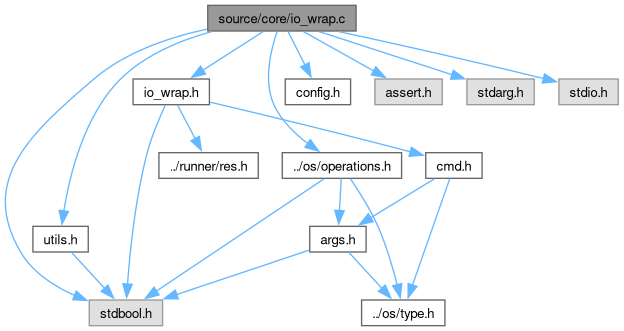 source/core/io_wrap.c
io_wrap.h
config.h
assert.h
stdarg.h
stdio.h
../runner/res.h
../os/operations.h
cmd.h
utils.h
args.h
stdbool.h
../os/type.h